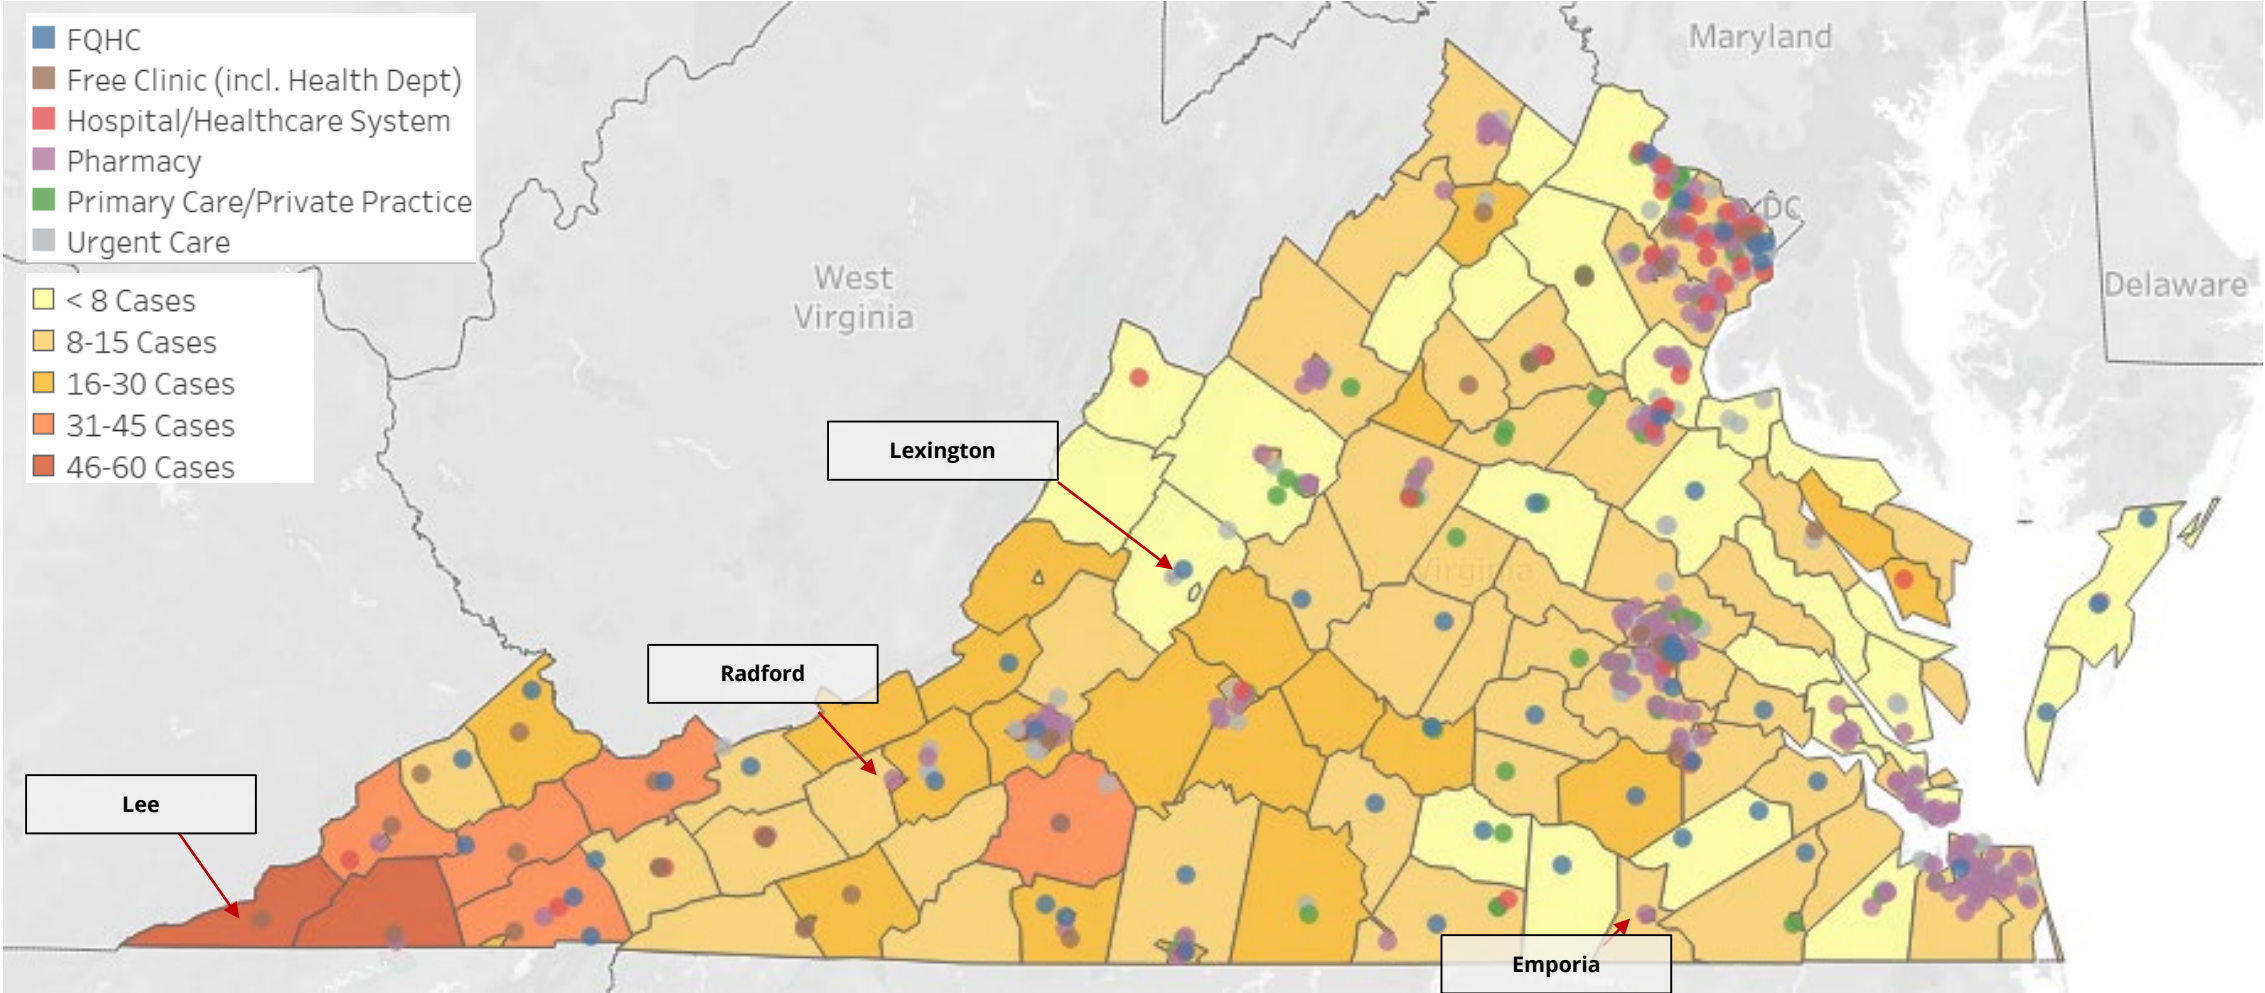 FQHC
Free Clinic (incl. Health Dept)
Hospital/Healthcare System
Pharmacy
Primary Care/Private Practice
Urgent Care
< 8 Cases
8-15 Cases
16-30 Cases
31-45 Cases
46-60 Cases
Maryland
DC
West
Virginia
Delaware
Lexington
Virginia
Radford
Lee
Emporia